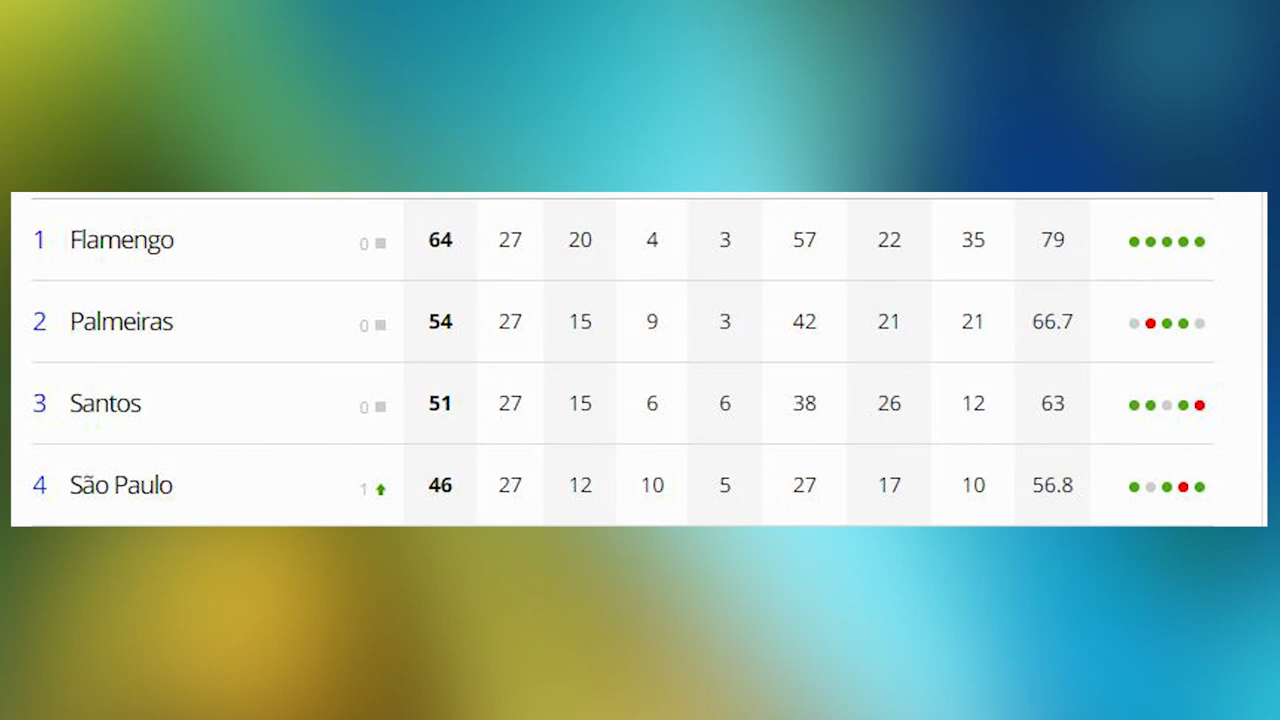 1 Flamengo 0 64 27 20 4 3 57 22 35 79
2 Palmeiras 0 54 27 15 9 3 42 21 21 66.7
3 Santos 0 51 27 15 6 6 38 26 12 63
4 São Paulo 1 46 27 12 10 5 27 17 10 56.8